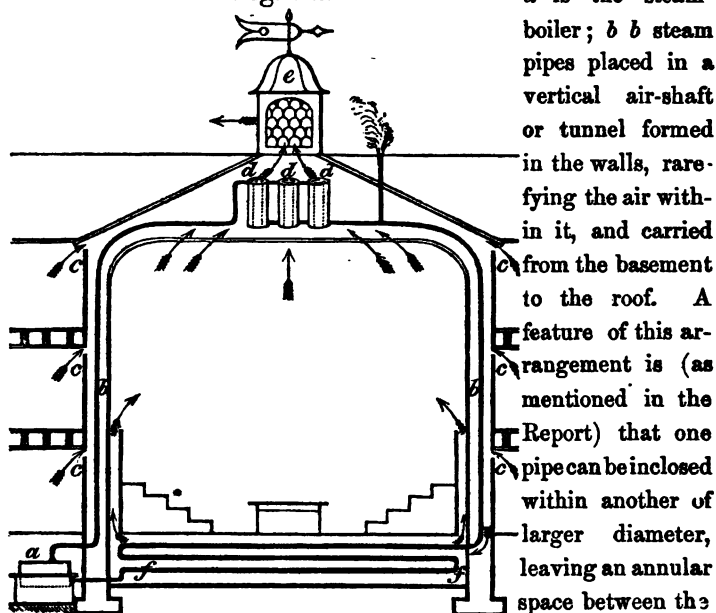 a is the steam-
boiler; b b steam
pipes placed in a
vertical air-shaft
or tunnel formed
in the walls, rare-
fying the air with-
in it, and carried
from the basement
to the roof. A
feature of this ar-
rangement is (as
mentioned in the
Report) that one
pipe can be inclosed
within another of
larger diameter,
leaving an annular
space between the
e
d d d
c c
c c
b b
c c
a
f f